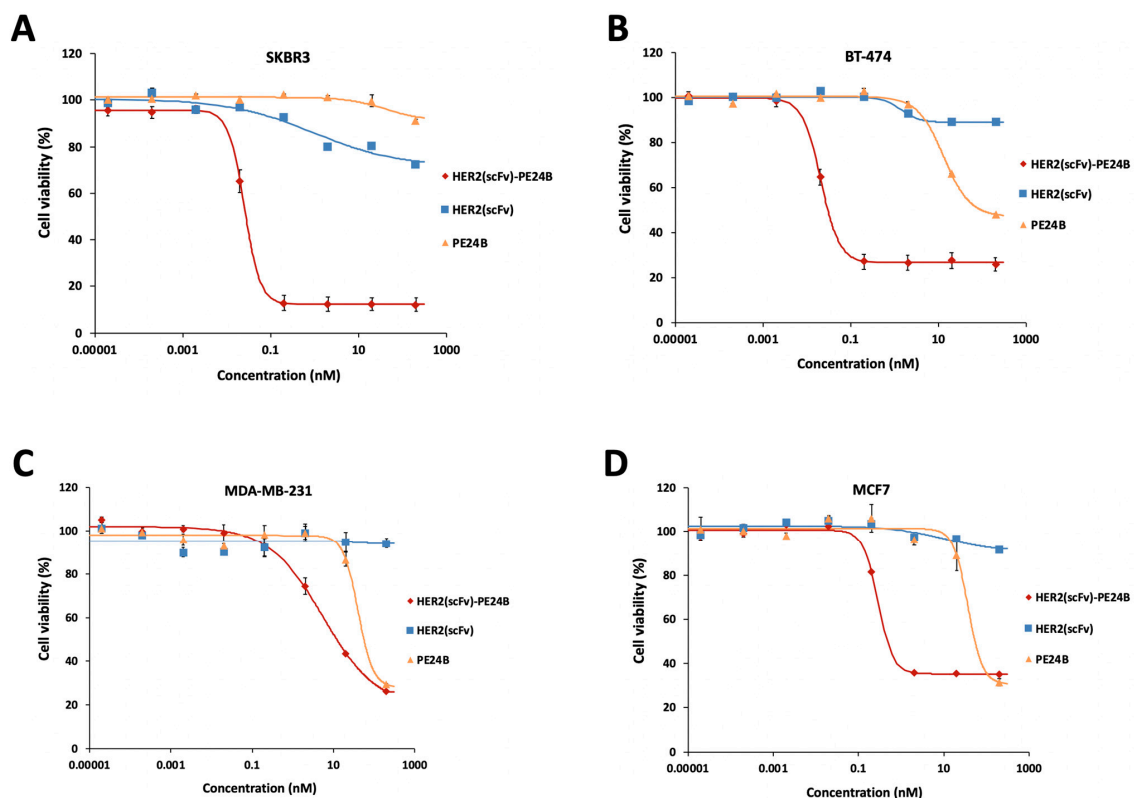 A
SKBR3
120
100
80
60
40
20
0
Cell viability (%)
0.00001
0.001
0.1
10
1000
Concentration (nM)
HER2(scFv)-PE24B
HER2(scFv)
PE24B
B
BT-474
120
100
80
60
40
20
0
Cell viability (%)
0.00001
0.001
0.1
10
1000
Concentration (nM)
HER2(scFv)-PE24B
HER2(scFv)
PE24B
C
MDA-MB-231
120
100
80
60
40
20
0
Cell viability (%)
0.00001
0.001
0.1
10
1000
Concentration (nM)
HER2(scFv)-PE24B
HER2(scFv)
PE24B
D
MCF7
120
100
80
60
40
20
0
Cell viability (%)
0.00001
0.001
0.1
10
1000
Concentration (nM)
HER2(scFv)-PE24B
HER2(scFv)
PE24B